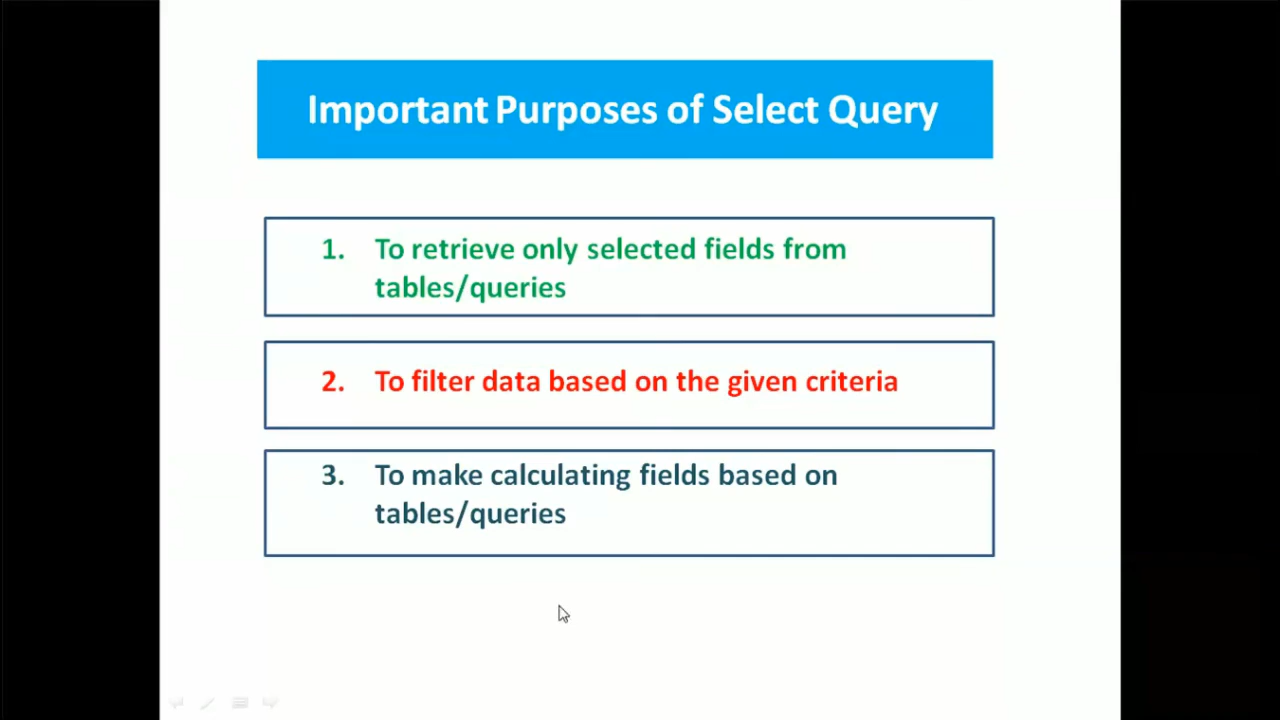 Important Purposes of Select Query
1. To retrieve only selected fields from
tables/queries
2. To filter data based on the given criteria
3. To make calculating fields based on
tables/queries